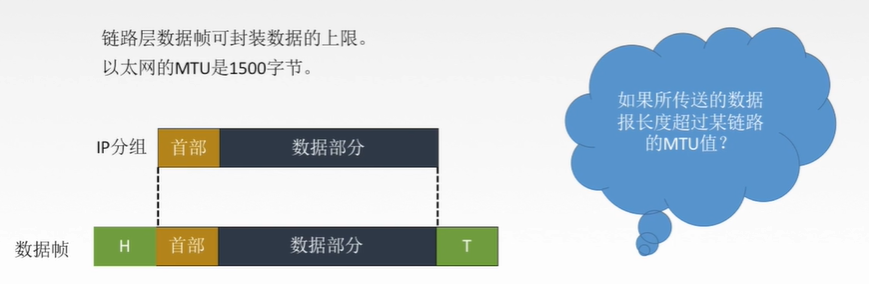 链路层数据帧可封装数据的上限。
以太网的MTU是1500字节。
如果所传送的数据
报长度超过某链路
的MTU值？
IP分组
首部
数据部分
数据帧
H
首部
数据部分
T